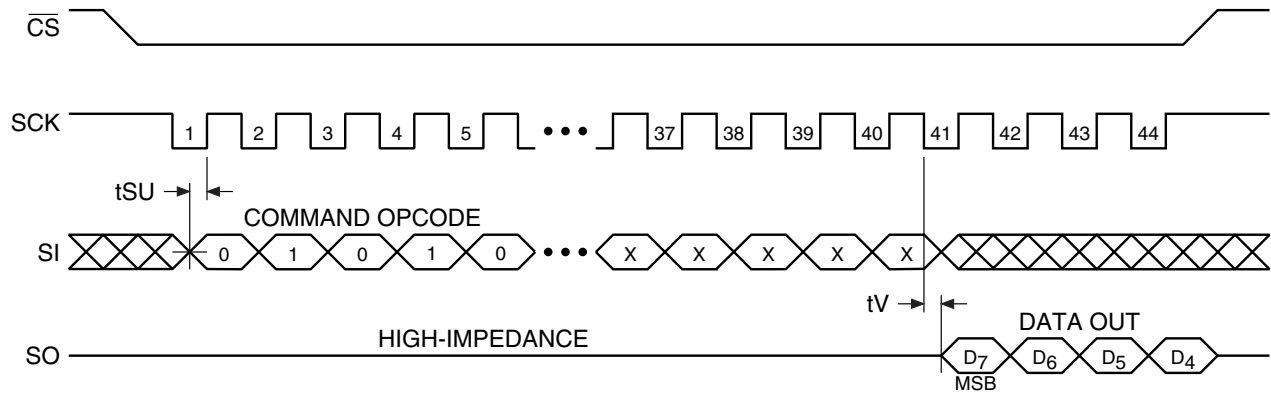 CS
SCK 1 2 3 4 5 ••• 37 38 39 40 41 42 43 44
tSU
COMMAND OPCODE
SI 0 1 0 1 0 ••• X X X X X
tV
HIGH-IMPEDANCE DATA OUT
SO D7 D6 D5 D4
MSB